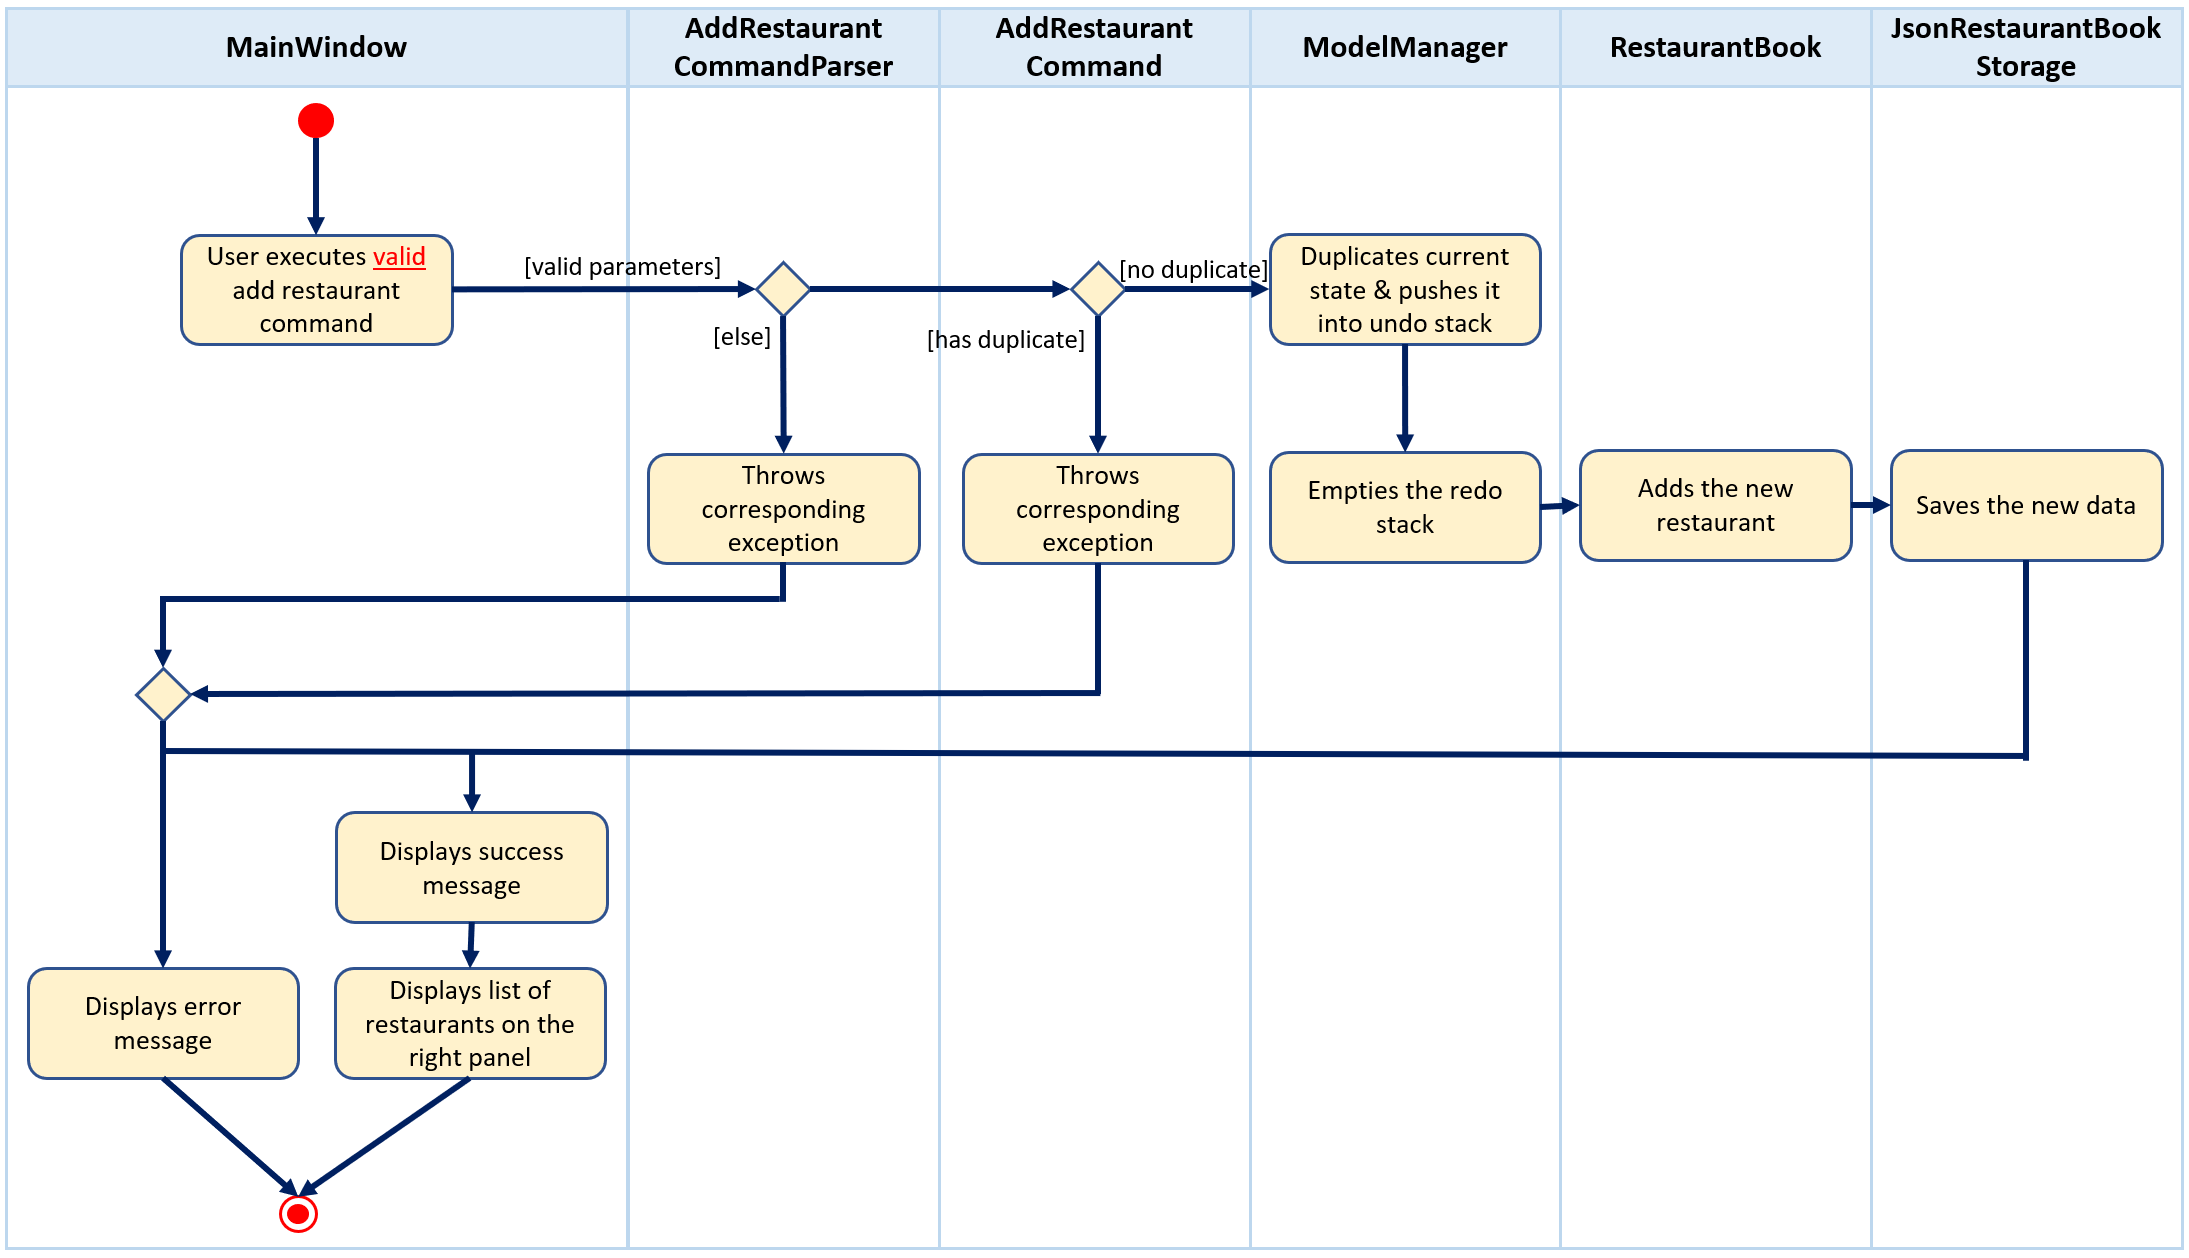 MainWindow
AddRestaurant
CommandParser
AddRestaurant
Command
ModelManager
RestaurantBook
JsonRestaurantBook
Storage
User executes valid
add restaurant
command
[valid parameters]
[else]
[has duplicate]
[no duplicate]
Duplicates current
state & pushes it
into undo stack
Throws
corresponding
exception
Throws
corresponding
exception
Empties the redo
stack
Adds the new
restaurant
Saves the new data
Displays success
message
Displays error
message
Displays list of
restaurants on the
right panel